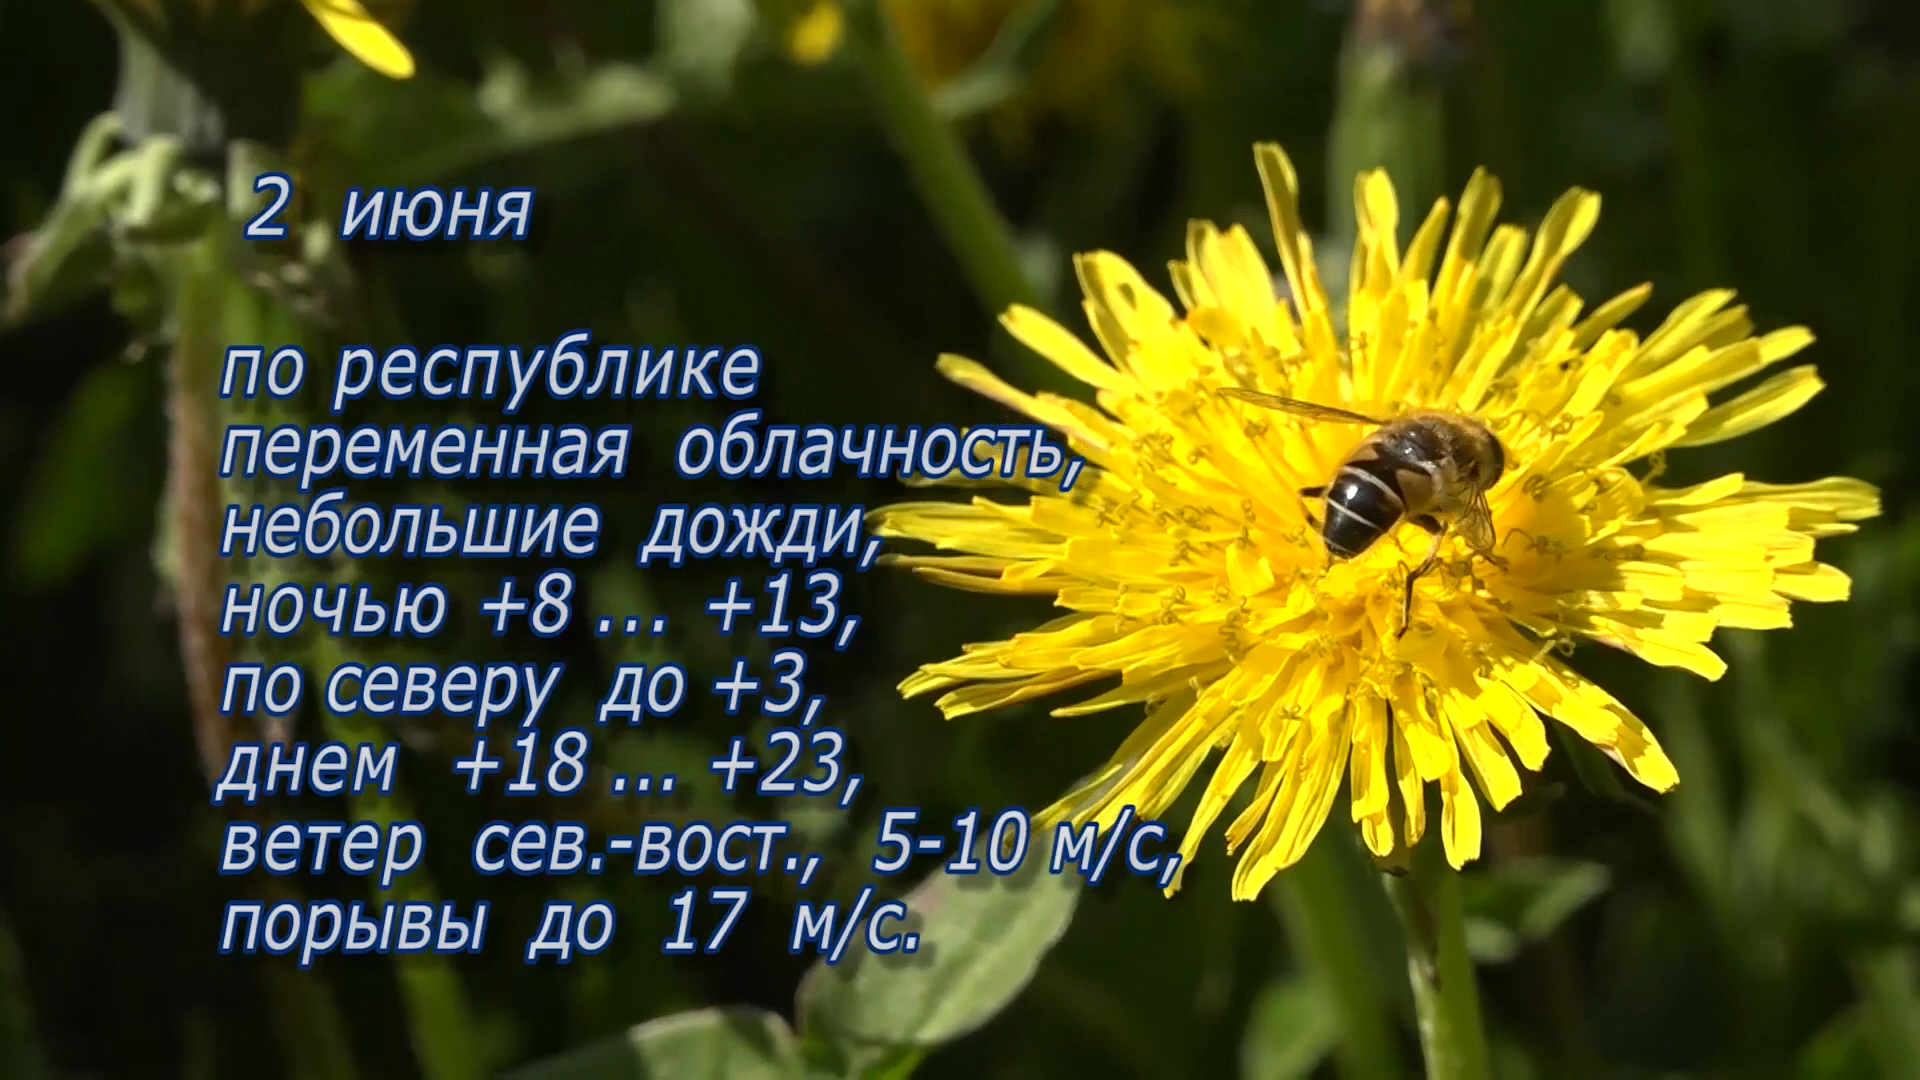 2 июня
по республике
переменная облачность,
небольшие дожди,
ночью +8 ... +13,
по северу до +3,
днем +18 ... +23,
ветер сев.-вост., 5-10 м/с,
порывы до 17 м/с.